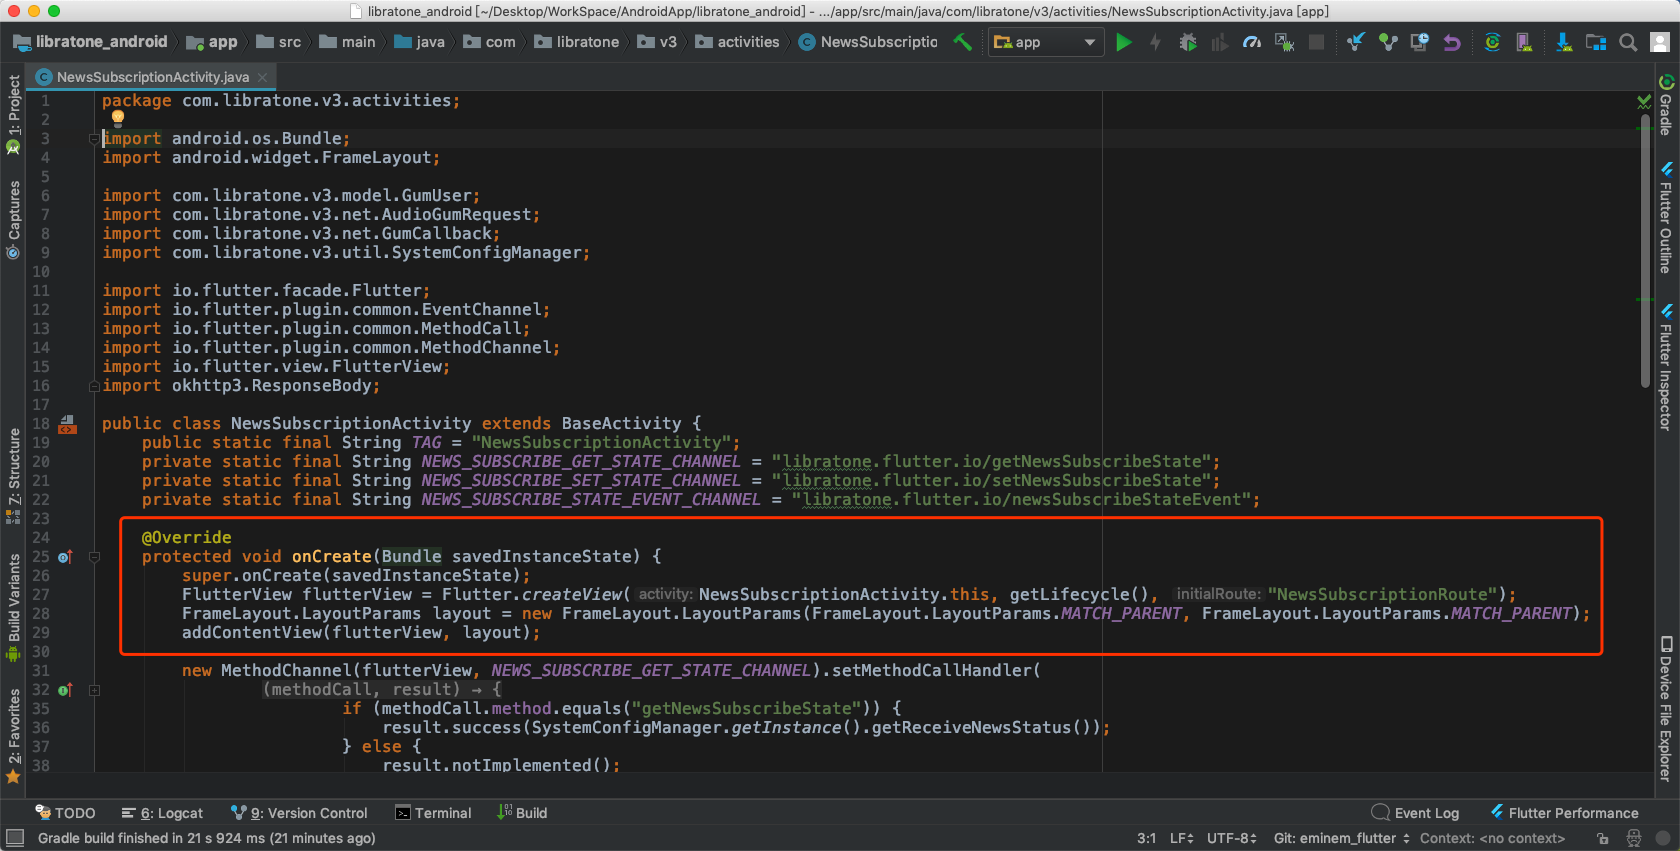 libratone_android [~/Desktop/WorkSpace/AndroidApp/libratone_android] - .../app/src/main/java/com/libratone/v3/activities/NewsSubscriptionActivity.java [app]
libratone_android app src main java com libratone v3 activities NewsSubscriptio app
NewsSubscriptionActivity.java
1 package com.libratone.v3.activities;
2
3 import android.os.Bundle;
4 import android.widget.FrameLayout;
5
6 import com.libratone.v3.model.GumUser;
7 import com.libratone.v3.net.AudioGumRequest;
8 import com.libratone.v3.net.GumCallback;
9 import com.libratone.v3.util.SystemConfigManager;
10
11 import io.flutter.facade.Flutter;
12 import io.flutter.plugin.common.EventChannel;
13 import io.flutter.plugin.common.MethodCall;
14 import io.flutter.plugin.common.MethodChannel;
15 import io.flutter.view.FlutterView;
16 import okhttp3.ResponseBody;
17
18 public class NewsSubscriptionActivity extends BaseActivity {
19 public static final String TAG = "NewsSubscriptionActivity";
20 private static final String NEWS_SUBSCRIBE_GET_STATE_CHANNEL = "libratone.flutter.io/getNewsSubscribeState";
21 private static final String NEWS_SUBSCRIBE_SET_STATE_CHANNEL = "libratone.flutter.io/setNewsSubscribeState";
22 private static final String NEWS_SUBSCRIBE_STATE_EVENT_CHANNEL = "libratone.flutter.io/newsSubscribeStateEvent";
23
24 @Override
25 protected void onCreate(Bundle savedInstanceState) {
26 super.onCreate(savedInstanceState);
27 FlutterView flutterView = Flutter.createView( activity: NewsSubscriptionActivity.this, getLifecycle(), initialRoute: "NewsSubscriptionRoute");
28 FrameLayout.LayoutParams layout = new FrameLayout.LayoutParams(FrameLayout.LayoutParams.MATCH_PARENT, FrameLayout.LayoutParams.MATCH_PARENT);
29 addContentView(flutterView, layout);
30
31 new MethodChannel(flutterView, NEWS_SUBSCRIBE_GET_STATE_CHANNEL).setMethodCallHandler(
32 (methodCall, result) → {
35 if (methodCall.method.equals("getNewsSubscribeState")) {
36 result.success(SystemConfigManager.getInstance().getReceiveNewsStatus());
37 } else {
38 result.notImplemented();
1: Project
Captures
7: Structure
Build Variants
2: Favorites
Gradle
Flutter Outline
Flutter Inspector
Device File Explorer
TODO 6: Logcat 9: Version Control Terminal Build Event Log Flutter Performance
Gradle build finished in 21 s 924 ms (21 minutes ago) 3:1 LF UTF-8 Git: eminem_flutter Context: <no context>